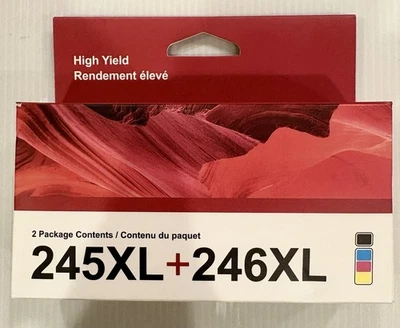 High Yield
Rendement élevé
2 Package Contents / Contenu du paquet
245XL+246XL